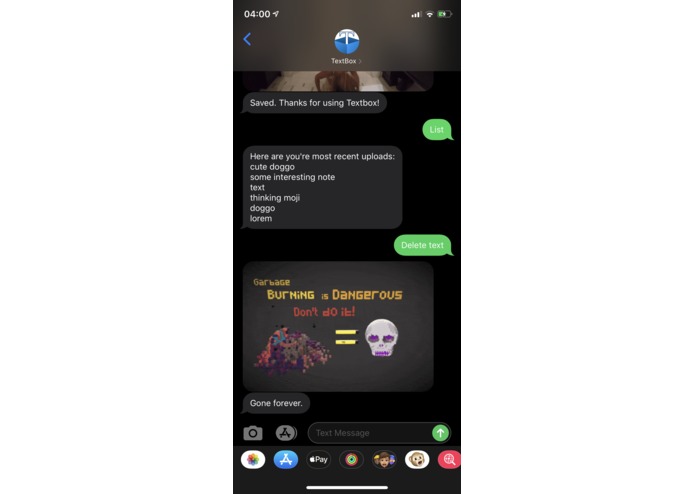 04:00
TextBox
Saved. Thanks for using Textbox!
List
Here are you're most recent uploads:
cute doggo
some interesting note
text
thinking moji
doggo
lorem
Delete text
Garbage
Burning is Dangerous
Don't do it!
Gone forever.
Text Message
Pay